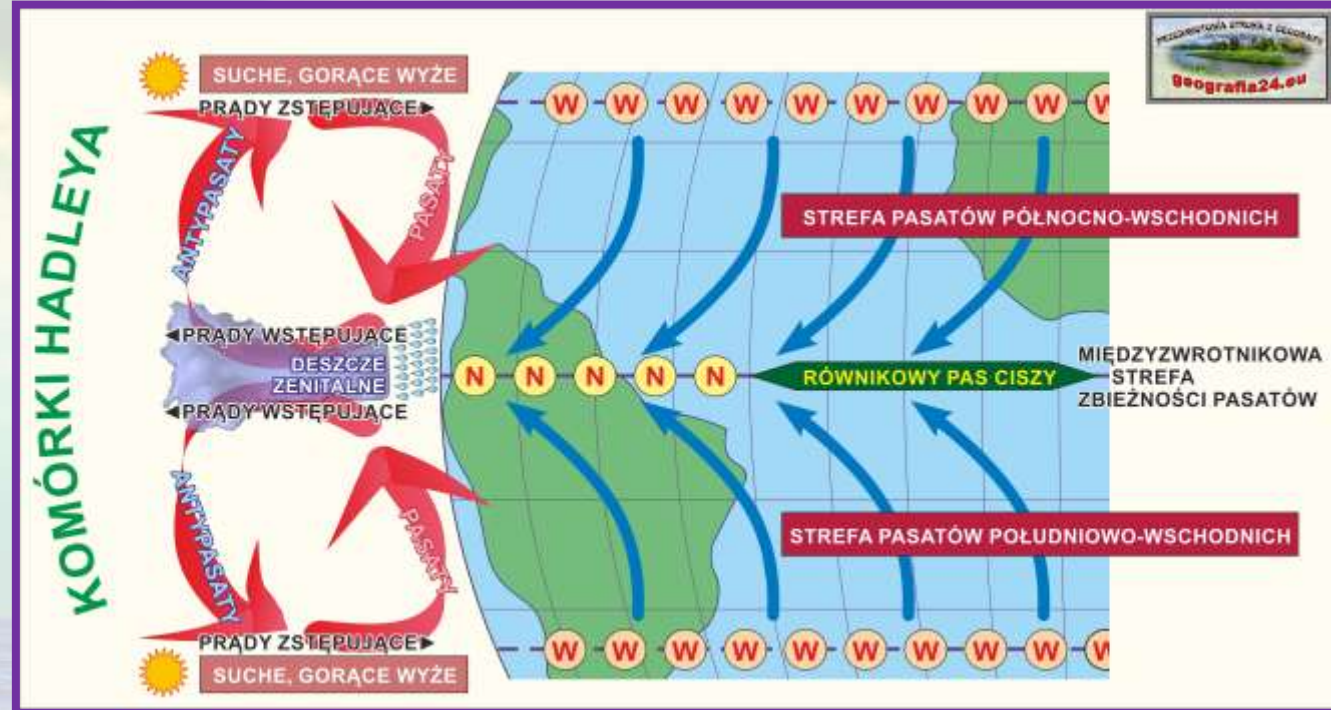 KOMÓRKI HADLEYA
SUCHE, GORĄCE WYŻE
PRĄDY ZSTĘPUJĄCE
ANTYPASATY
PASATY
PRĄDY WSTĘPUJĄCE
DESZCZE
ZENITALNE
PRĄDY WSTĘPUJĄCE
ANTYPASATY
PASATY
PRĄDY ZSTĘPUJĄCE
SUCHE, GORĄCE WYŻE
W W W W W W W W W W
STREFA PASATÓW PÓŁNOCNO-WSCHODNICH
N N N N N
RÓWNIKOWY PAS CISZY
MIĘDZYZWROTNIKOWA
STREFA
ZBIEŻNOŚCI PASATÓW
STREFA PASATÓW POŁUDNIOWO-WSCHODNICH
W W W W W W W W W W
STRONA Z GEOGRAFII
geografia24.eu